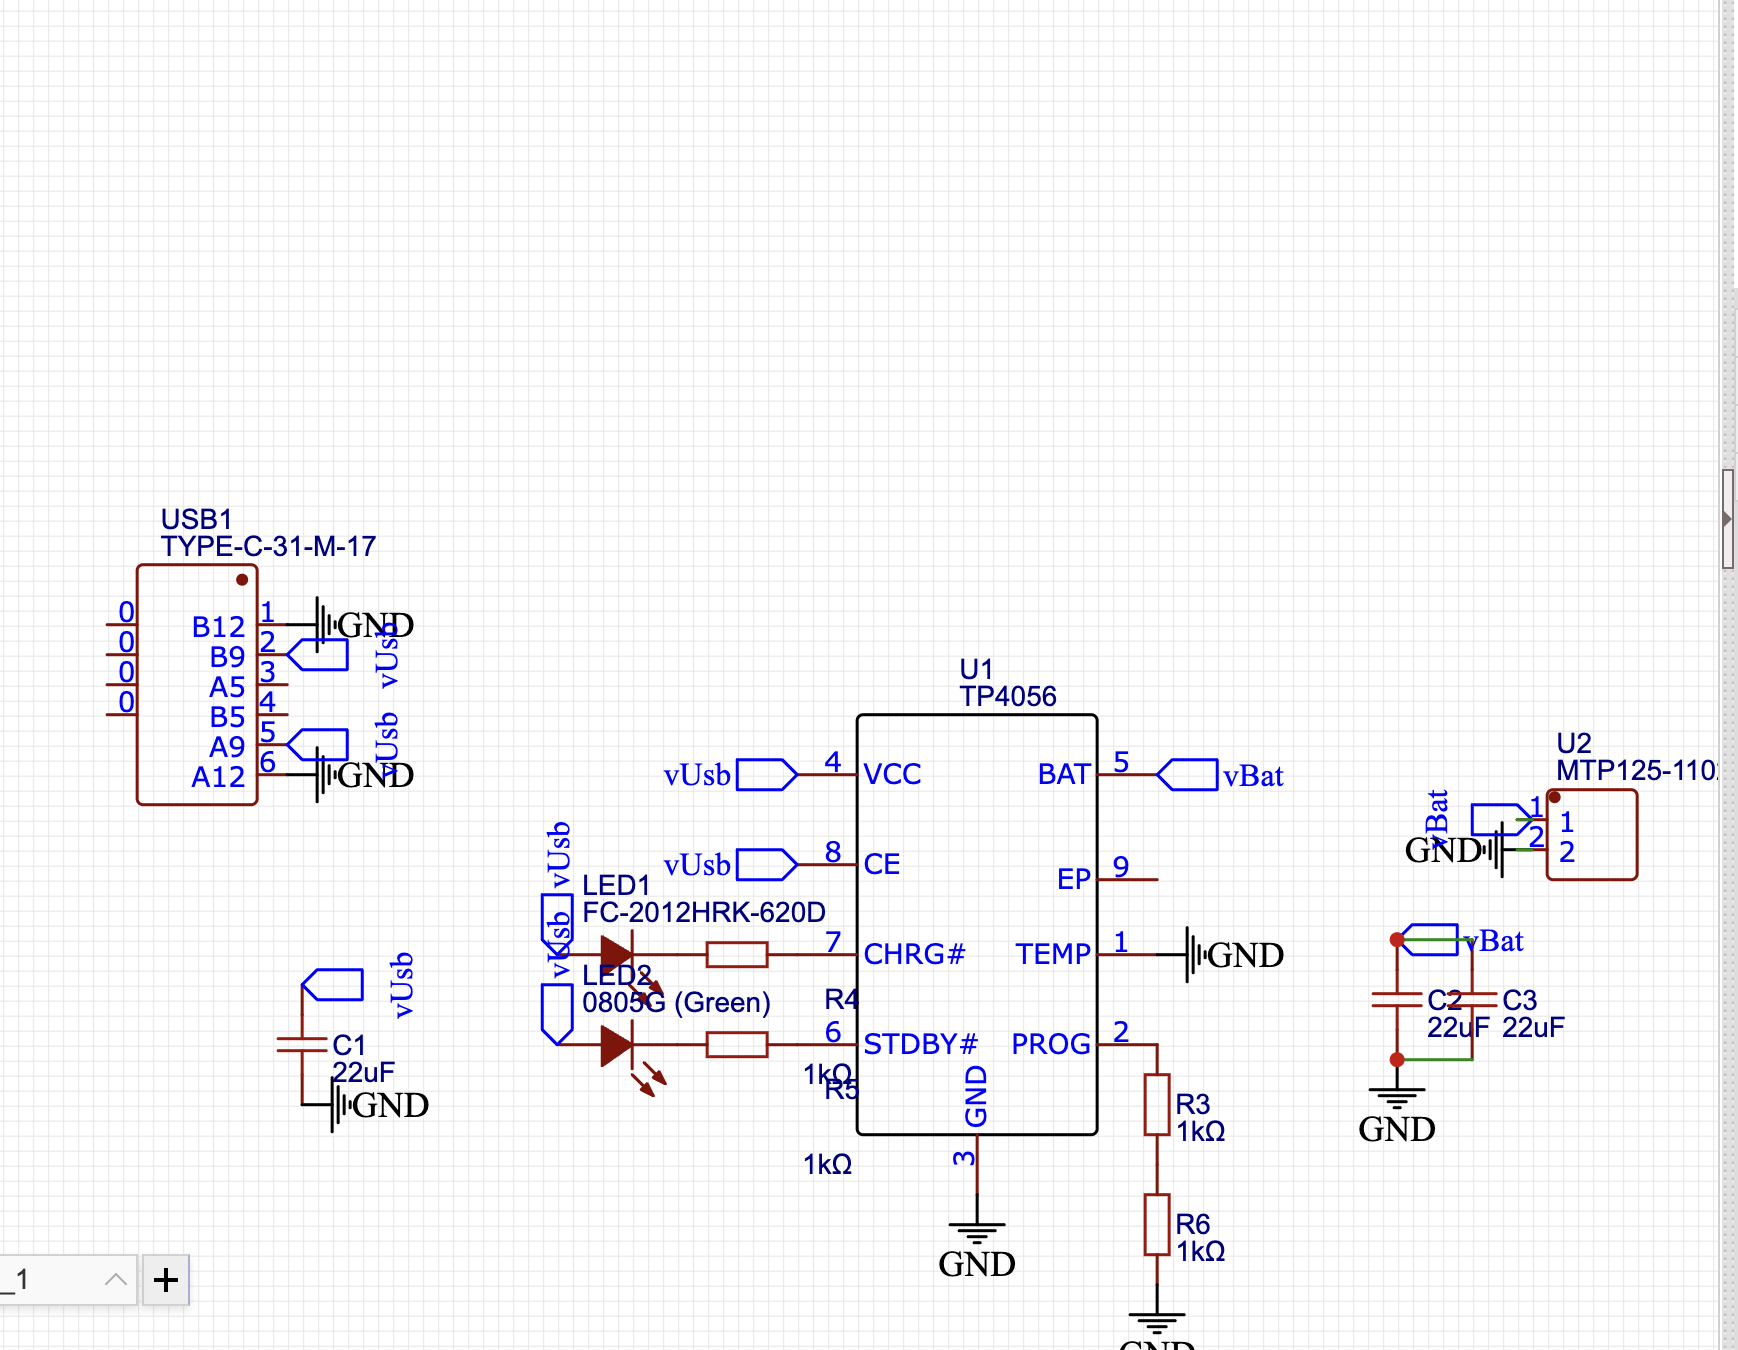 USB1
TYPE-C-31-M-17
0
0
0
0
B12
B9
A5
B5
A9
A12
1
2
3
4
5
6
GND
vUsb
vUsb
GND
vUsb
C1
22uF
GND
U1
TP4056
vUsb
4
VCC
vUsb
8
CE
vUsb
LED1
FC-2012HRK-620D
7
CHRG#
vUsb
LED2
0805G (Green)
R4
1kΩ
6
STDBY#
R5
1kΩ
GND
3
GND
BAT
5
vBat
EP
9
TEMP
1
GND
PROG
2
R3
1kΩ
R6
1kΩ
GND
U2
MTP125-110
vBat
GND
1
2
1
2
vBat
C2
22uF
C3
22uF
GND
_1